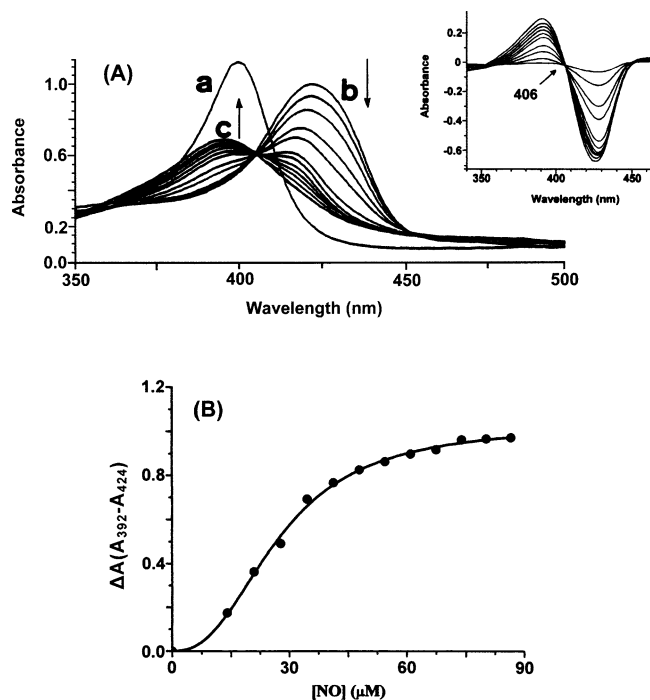 (A)
a
b
c
Absorbance
1.0
0.6
0.2
0.0
350
400
450
500
Wavelength (nm)
Absorbance
0.2
0
-0.2
-0.4
-0.6
406
340
400
450
Wavelength (nm)
(B)
ΔA(A392-A424)
1.2
0.8
0.4
0.0
0
30
60
90
[NO] (μM)